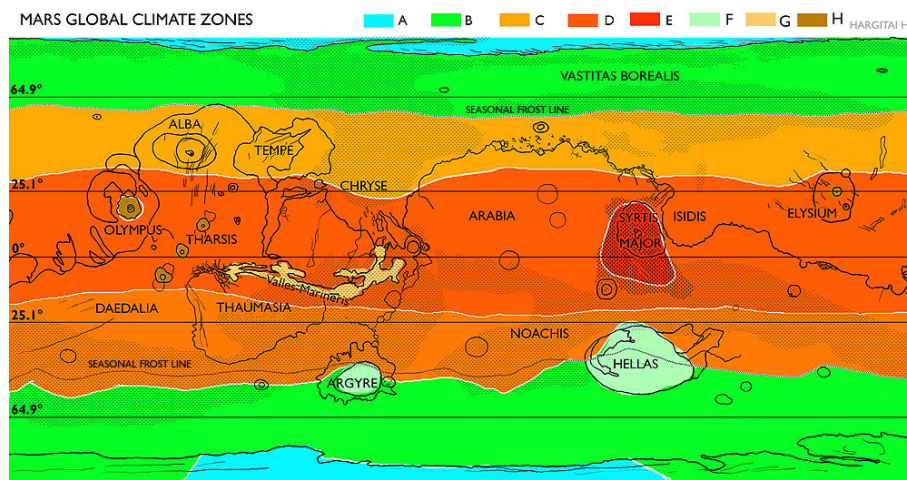 MARS GLOBAL CLIMATE ZONES A B C D E F G H HARGITAI H
VASTITAS BOREALIS
64.9°
SEASONAL FROST LINE
ALBA
TEMPE
CHRYSE
25.1°
ARABIA SYRTIS ISIDIS ELYSIUM
OLYMPUS
THARSIS MAJOR
0°
Valles-Marineris
DAEDALIA THAUMASIA
25.1°
NOACHIS
SEASONAL FROST LINE HELLAS
ARGYRE
64.9°